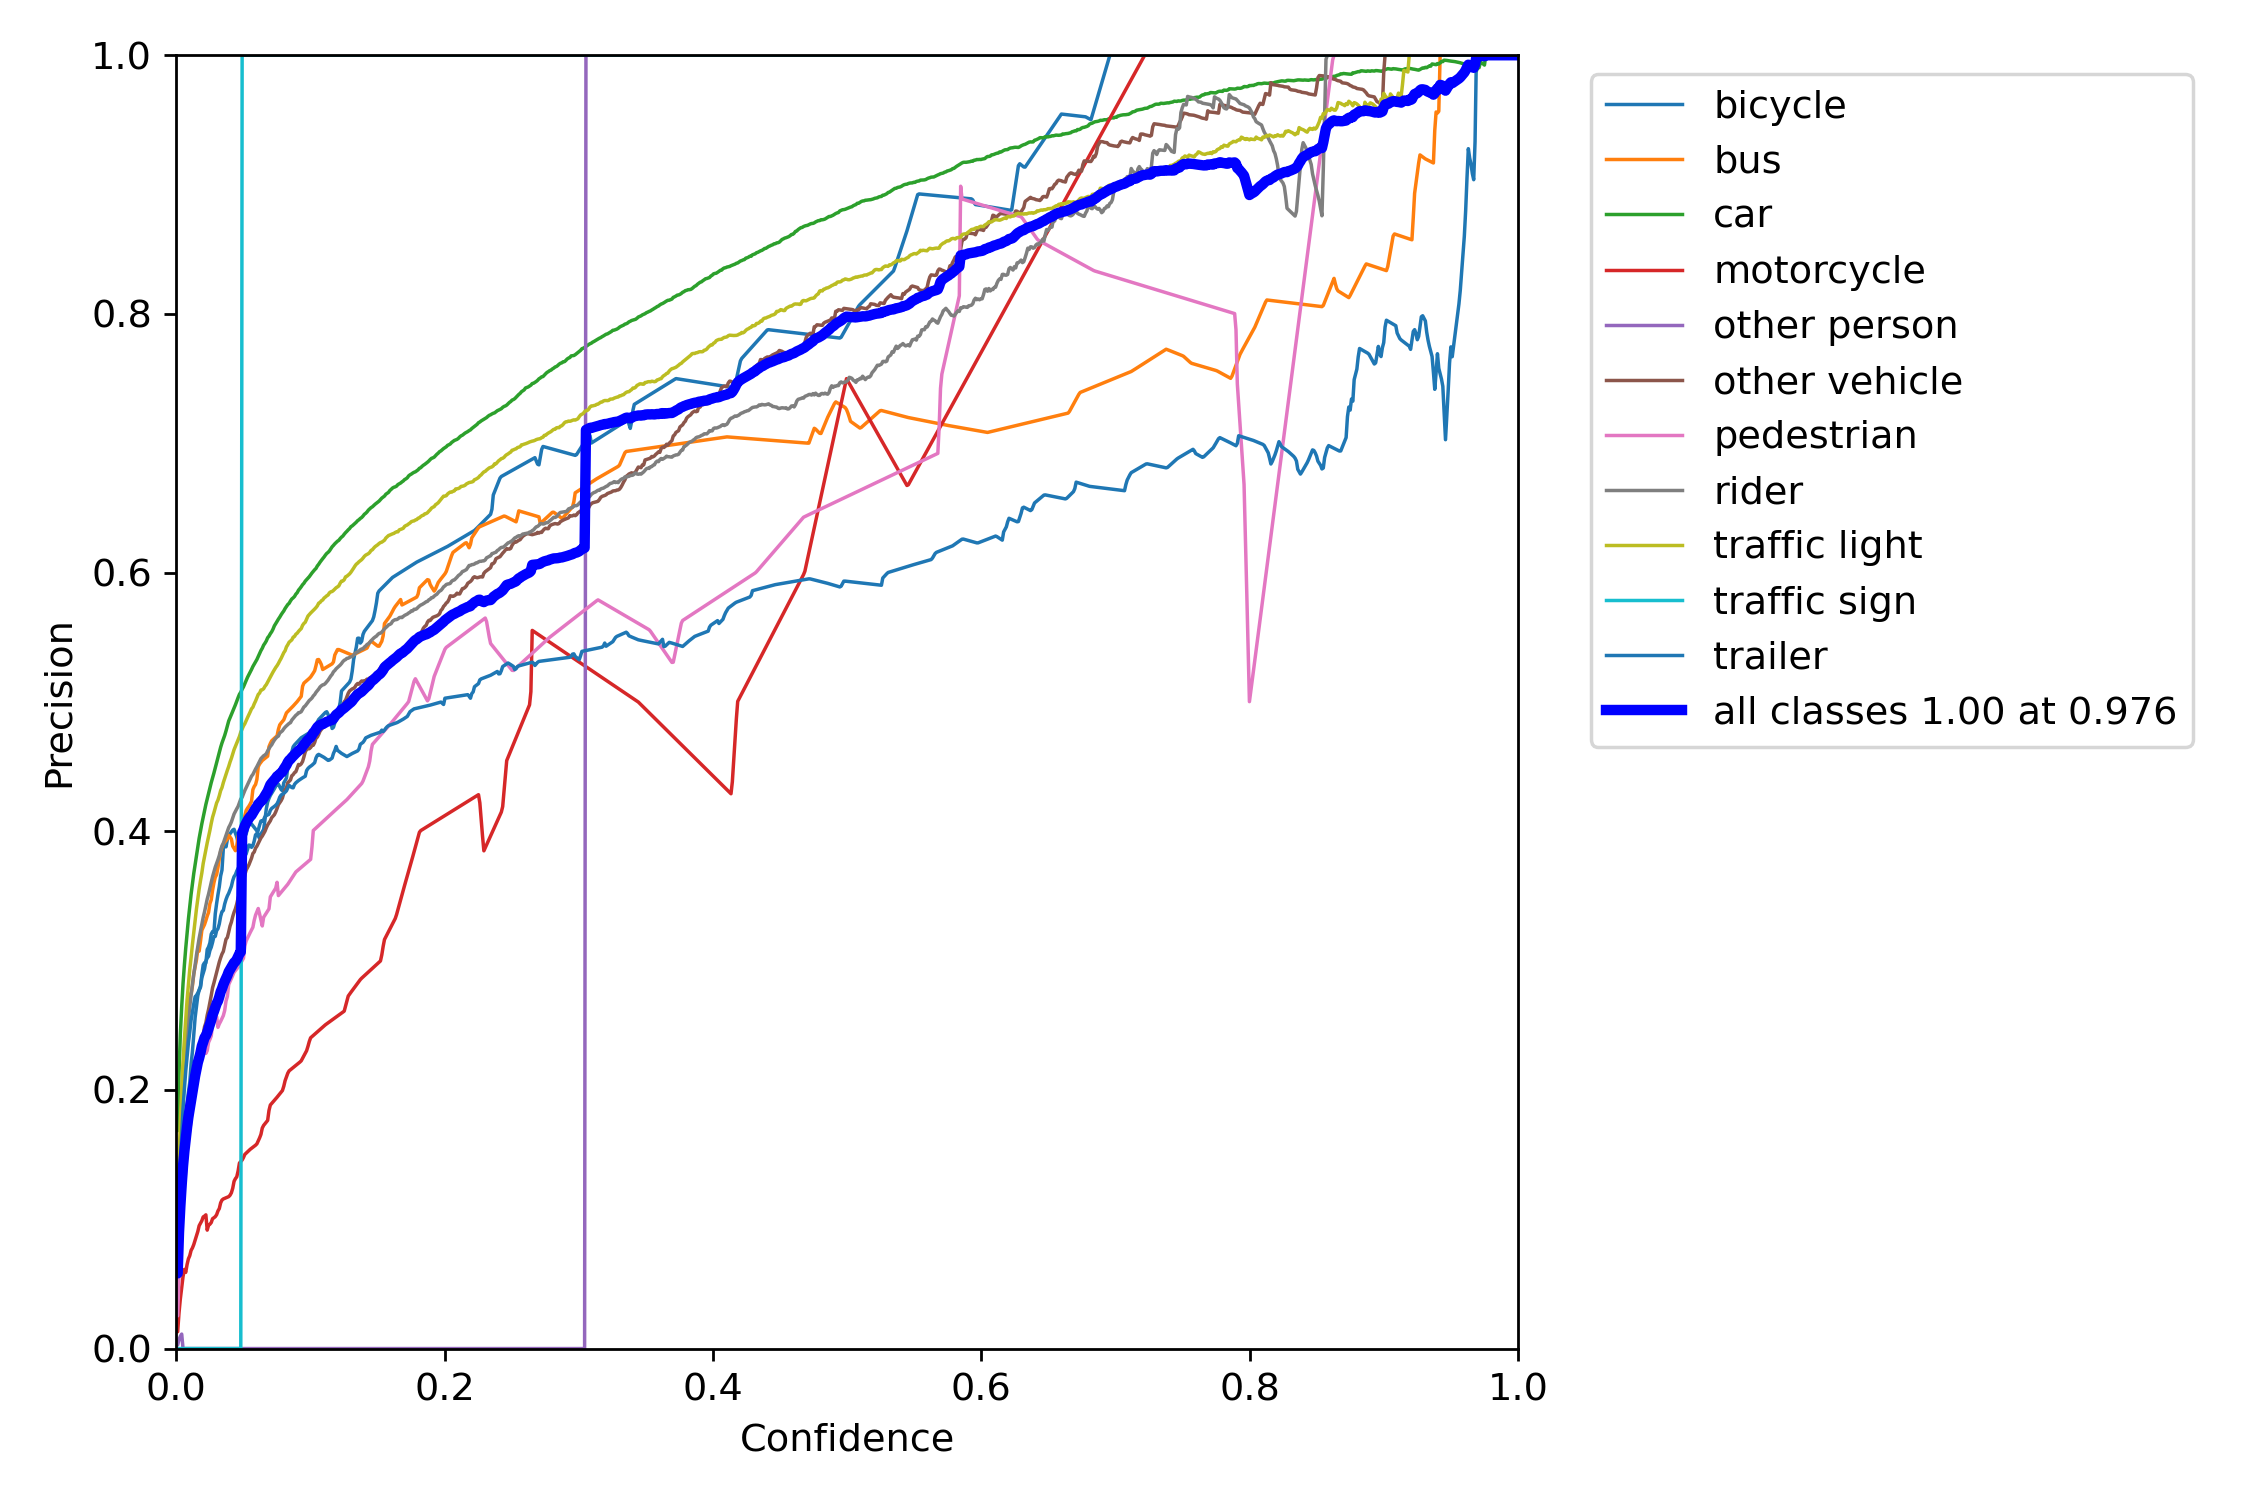 1.0
0.8
0.6
0.4
0.2
0.0
Precision
0.0 0.2 0.4 0.6 0.8 1.0
Confidence
bicycle
bus
car
motorcycle
other person
other vehicle
pedestrian
rider
traffic light
traffic sign
trailer
all classes 1.00 at 0.976